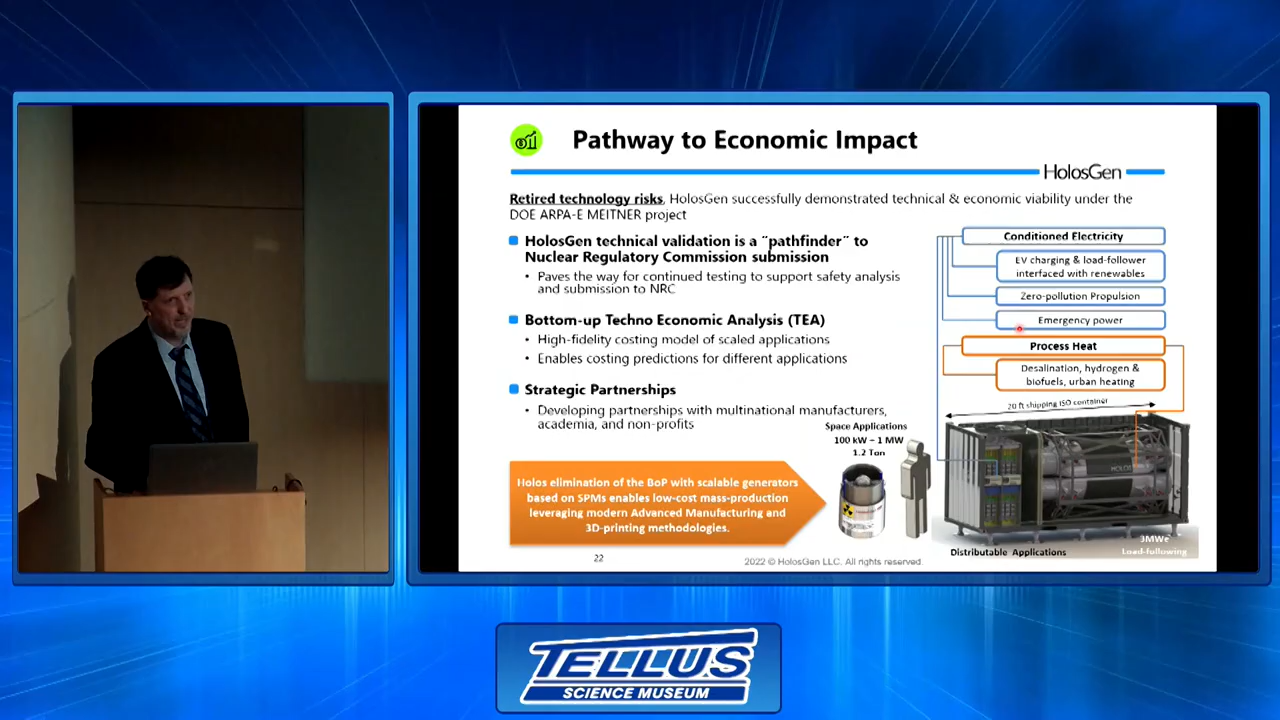 Pathway to Economic Impact
HolosGen
Retired technology risks, HolosGen successfully demonstrated technical & economic viability under the
DOE ARPA-E MEITNER project
HolosGen technical validation is a "pathfinder" to
Nuclear Regulatory Commission submission
• Paves the way for continued testing to support safety analysis
and submission to NRC
Bottom-up Techno Economic Analysis (TEA)
• High-fidelity costing model of scaled applications
• Enables costing predictions for different applications
Strategic Partnerships
• Developing partnerships with multinational manufacturers,
academia, and non-profits
Holos elimination of the BoP with scalable generators
based on SPMs enables low-cost mass-production
leveraging modern Advanced Manufacturing and
3D-printing methodologies.
Conditioned Electricity
EV charging & load-follower
interfaced with renewables
Zero-pollution Propulsion
Emergency power
Process Heat
Desalination, hydrogen &
biofuels, urban heating
20 ft shipping ISO container
Space Applications
100 kW – 1 MW
1.2 Ton
HOLOS
3MWe
Load-following
Distributable Applications
22
2022 © HolosGen LLC. All rights reserved
TELLUS
SCIENCE MUSEUM